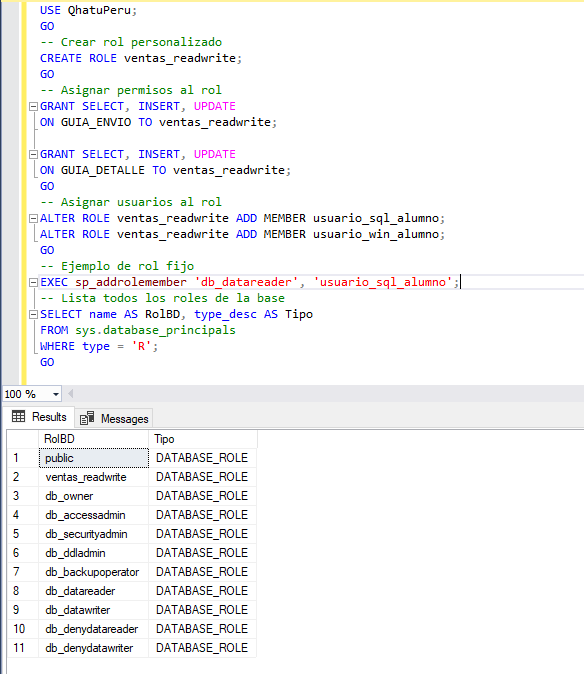 USE QhatuPeru;
GO
-- Crear rol personalizado
CREATE ROLE ventas_readwrite;
GO
-- Asignar permisos al rol
GRANT SELECT, INSERT, UPDATE
ON GUIA_ENVIO TO ventas_readwrite;
GRANT SELECT, INSERT, UPDATE
ON GUIA_DETALLE TO ventas_readwrite;
GO
-- Asignar usuarios al rol
ALTER ROLE ventas_readwrite ADD MEMBER usuario_sql_alumno;
ALTER ROLE ventas_readwrite ADD MEMBER usuario_win_alumno;
GO
-- Ejemplo de rol fijo
EXEC sp_addrolemember 'db_datareader', 'usuario_sql_alumno';
-- Lista todos los roles de la base
SELECT name AS RolBD, type_desc AS Tipo
FROM sys.database_principals
WHERE type = 'R';
GO
100 %
Results Messages
RolBD Tipo
1 public DATABASE_ROLE
2 ventas_readwrite DATABASE_ROLE
3 db_owner DATABASE_ROLE
4 db_accessadmin DATABASE_ROLE
5 db_securityadmin DATABASE_ROLE
6 db_ddladmin DATABASE_ROLE
7 db_backupoperator DATABASE_ROLE
8 db_datareader DATABASE_ROLE
9 db_datawriter DATABASE_ROLE
10 db_denydatareader DATABASE_ROLE
11 db_denydatawriter DATABASE_ROLE